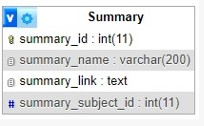 v Summary
summary_id : int(11)
summary_name : varchar(200)
summary_link : text
# summary_subject_id : int(11)